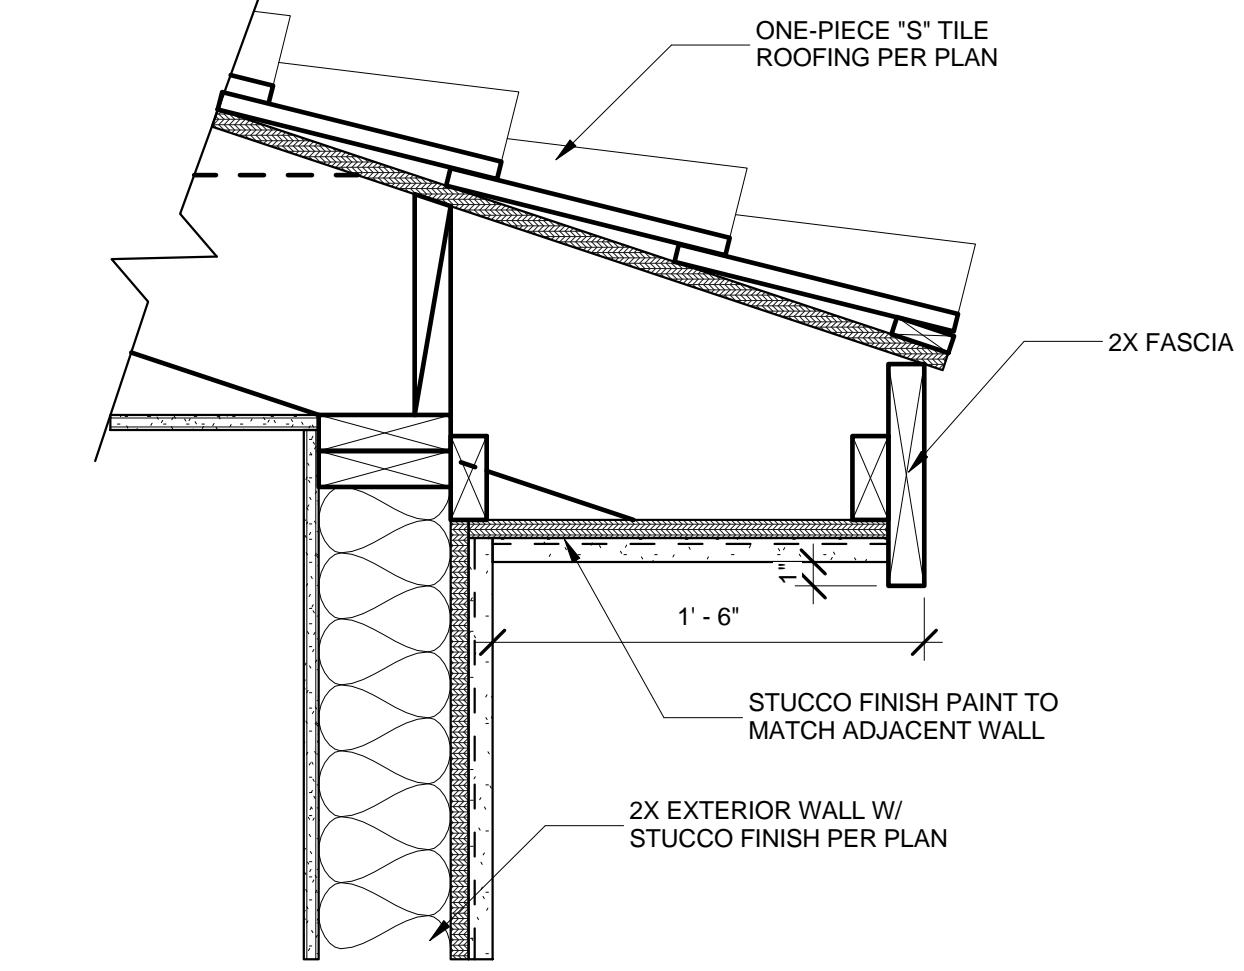 ONE-PIECE "S" TILE
ROOFING PER PLAN
2X FASCIA
1"
1' - 6"
STUCCO FINISH PAINT TO
MATCH ADJACENT WALL
2X EXTERIOR WALL W/
STUCCO FINISH PER PLAN